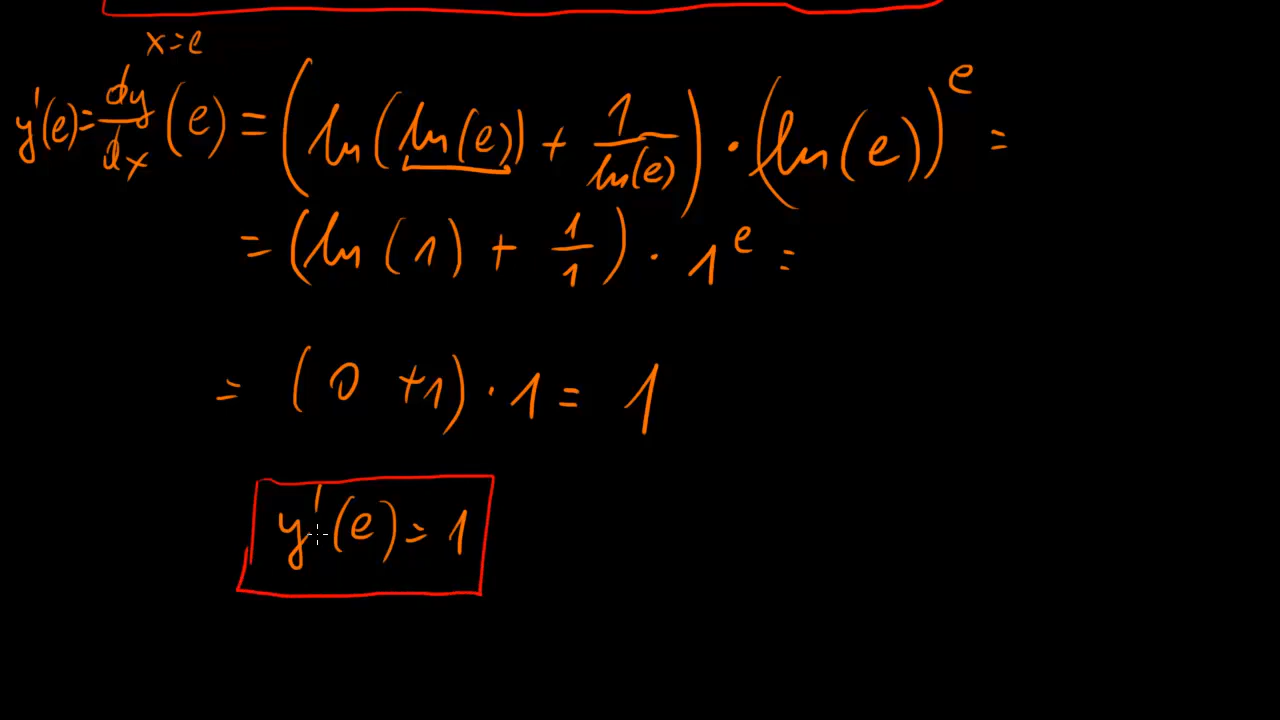 x=e
y'(e)= dy/dx (e) = (ln(ln(e)) + 1/ln(e)) · (ln(e))^e =
= (ln(1) + 1/1) · 1^e =
= (0 +1) · 1 = 1
y'(e) = 1